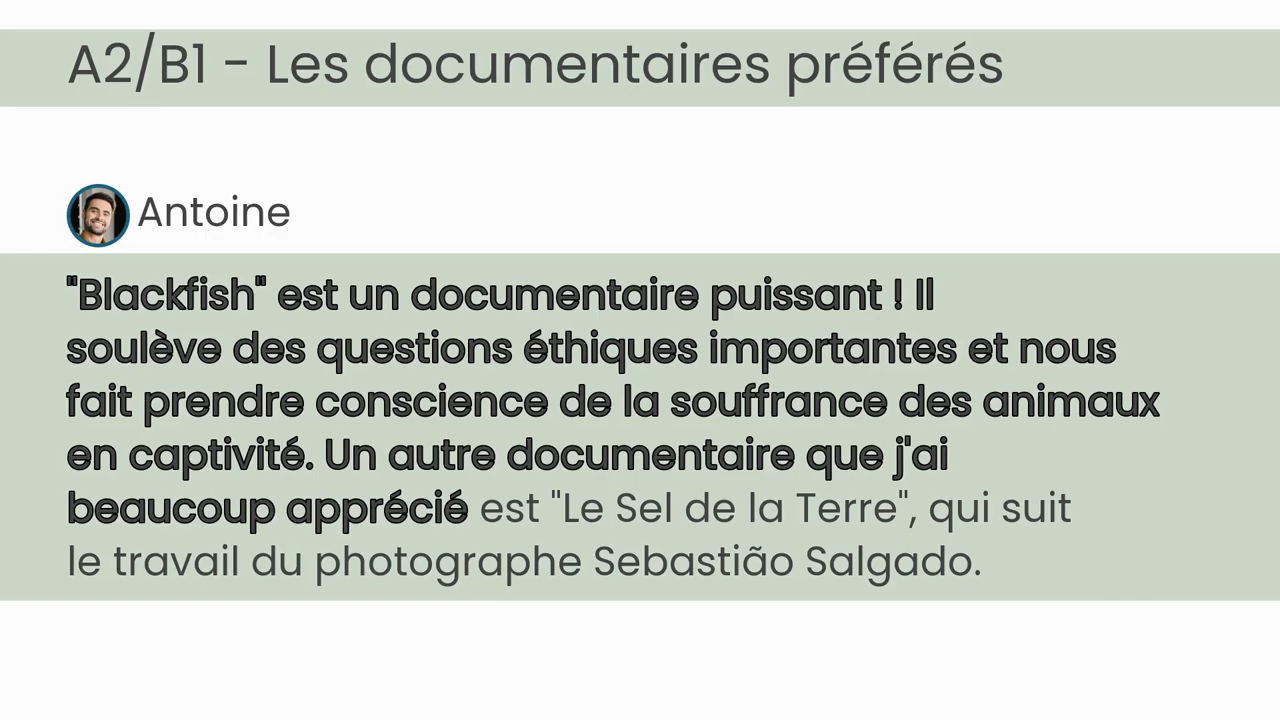 A2/B1 - Les documentaires préférés
Antoine
"Blackfish" est un documentaire puissant ! Il
soulève des questions éthiques importantes et nous
fait prendre conscience de la souffrance des animaux
en captivité. Un autre documentaire que j'ai
beaucoup apprécié est "Le Sel de la Terre", qui suit
le travail du photographe Sebastião Salgado.